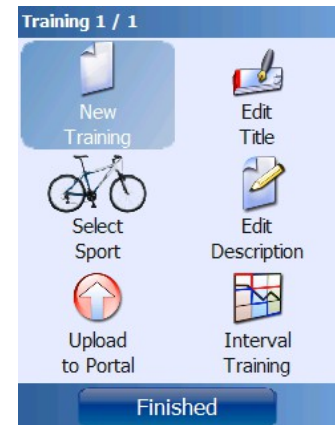 Training 1 / 1
New
Training
Edit
Title
Select
Sport
Edit
Description
Upload
to Portal
Interval
Training
Finished